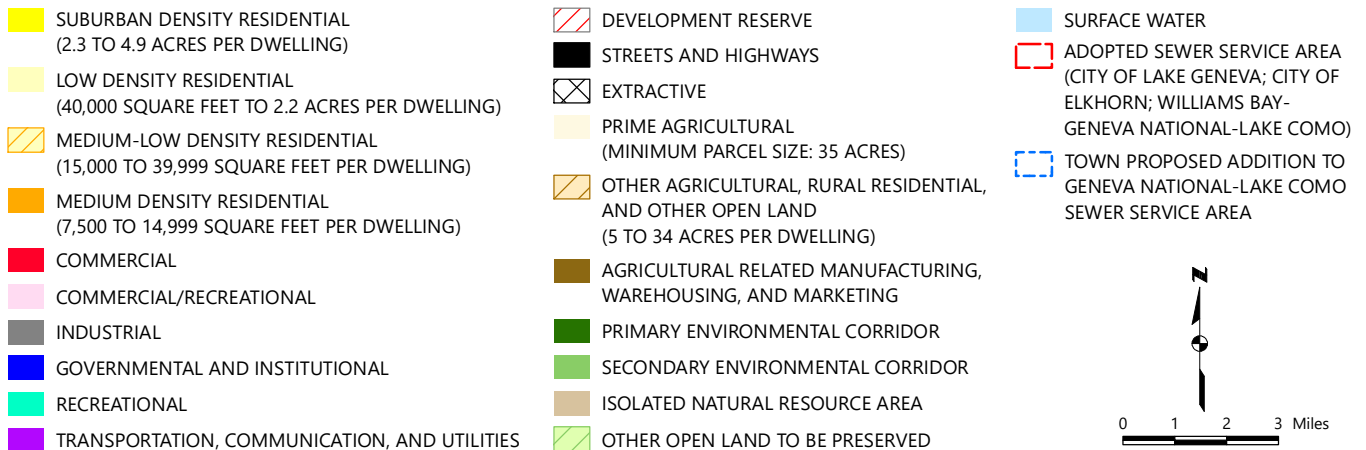 SUBURBAN DENSITY RESIDENTIAL
(2.3 TO 4.9 ACRES PER DWELLING)
LOW DENSITY RESIDENTIAL
(40,000 SQUARE FEET TO 2.2 ACRES PER DWELLING)
MEDIUM-LOW DENSITY RESIDENTIAL
(15,000 TO 39,999 SQUARE FEET PER DWELLING)
MEDIUM DENSITY RESIDENTIAL
(7,500 TO 14,999 SQUARE FEET PER DWELLING)
COMMERCIAL
COMMERCIAL/RECREATIONAL
INDUSTRIAL
GOVERNMENTAL AND INSTITUTIONAL
RECREATIONAL
TRANSPORTATION, COMMUNICATION, AND UTILITIES
DEVELOPMENT RESERVE
STREETS AND HIGHWAYS
EXTRACTIVE
PRIME AGRICULTURAL
(MINIMUM PARCEL SIZE: 35 ACRES)
OTHER AGRICULTURAL, RURAL RESIDENTIAL,
AND OTHER OPEN LAND
(5 TO 34 ACRES PER DWELLING)
AGRICULTURAL RELATED MANUFACTURING,
WAREHOUSING, AND MARKETING
PRIMARY ENVIRONMENTAL CORRIDOR
SECONDARY ENVIRONMENTAL CORRIDOR
ISOLATED NATURAL RESOURCE AREA
OTHER OPEN LAND TO BE PRESERVED
SURFACE WATER
ADOPTED SEWER SERVICE AREA
(CITY OF LAKE GENEVA; CITY OF
ELKHORN; WILLIAMS BAY-
GENEVA NATIONAL-LAKE COMO)
TOWN PROPOSED ADDITION TO
GENEVA NATIONAL-LAKE COMO
SEWER SERVICE AREA
N
0 1 2 3 Miles